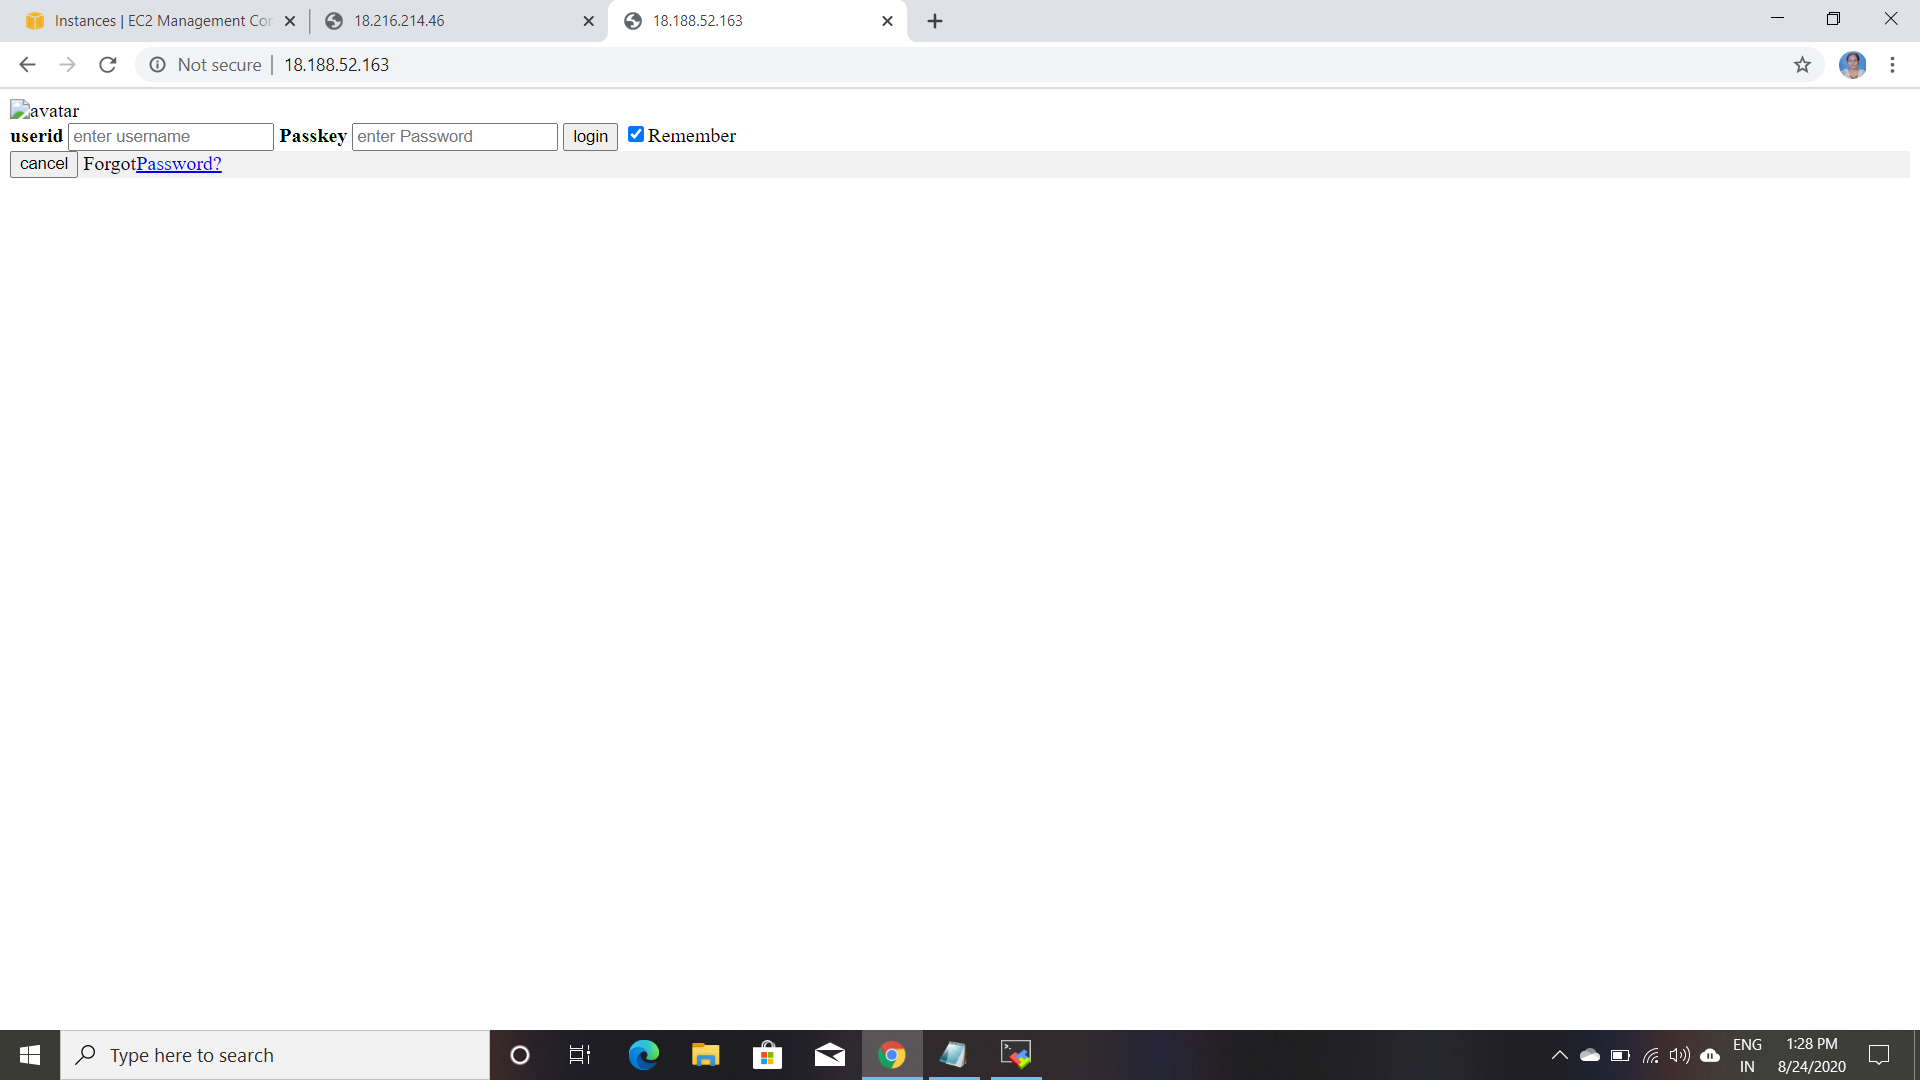 Instances | EC2 Management Con
18.216.214.46
18.188.52.163
Not secure | 18.188.52.163
avatar
userid enter username Passkey enter Password login Remember
cancel ForgotPassword?
Type here to search
ENG
IN
1:28 PM
8/24/2020